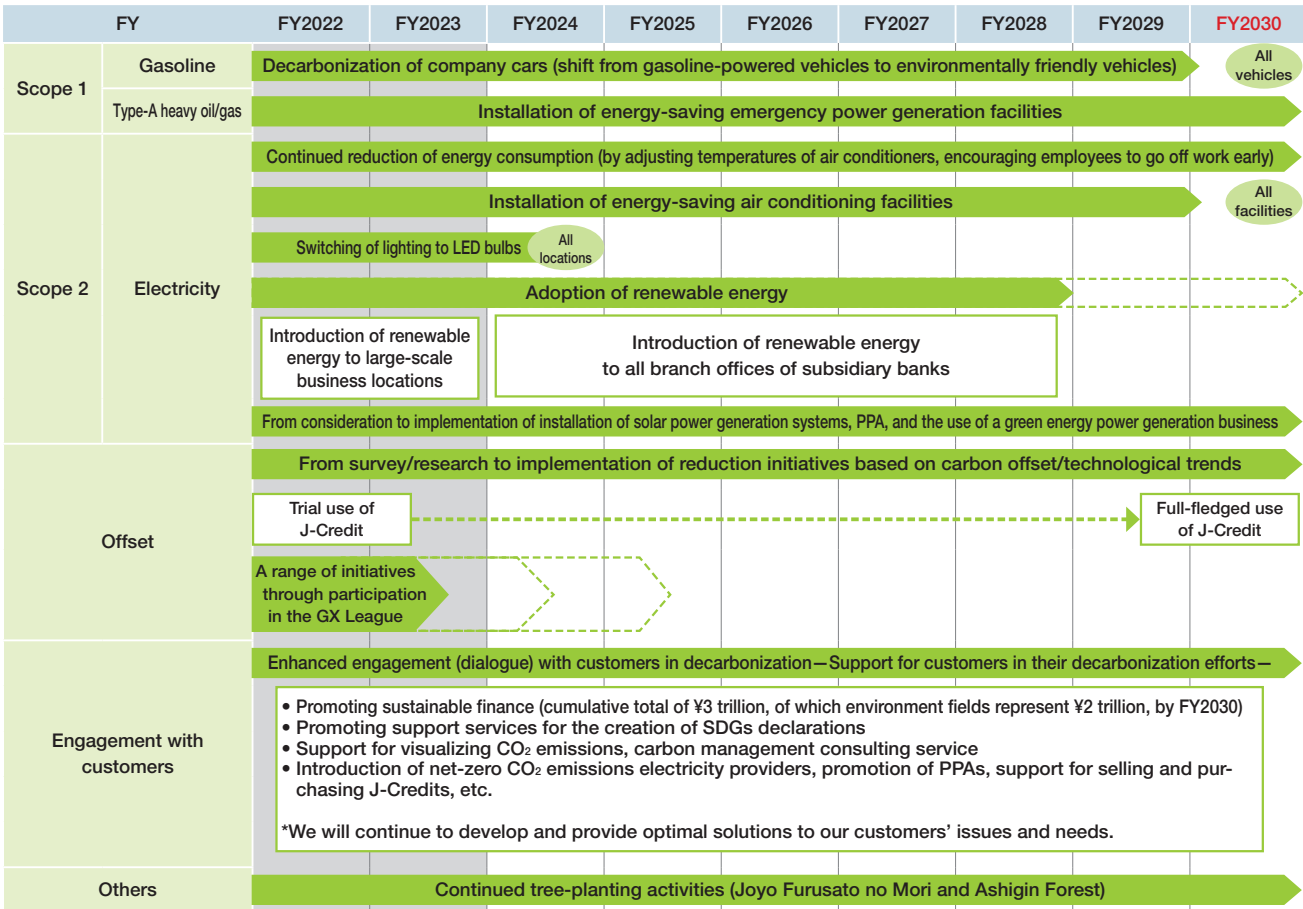 FY FY2022 FY2023 FY2024 FY2025 FY2026 FY2027 FY2028 FY2029 FY2030
Scope 1
Gasoline
Decarbonization of company cars (shift from gasoline-powered vehicles to environmentally friendly vehicles)
All
vehicles
Type-A heavy oil/gas
Installation of energy-saving emergency power generation facilities
Scope 2
Electricity
Continued reduction of energy consumption (by adjusting temperatures of air conditioners, encouraging employees to go off work early)
Installation of energy-saving air conditioning facilities
All
facilities
Switching of lighting to LED bulbs
All
locations
Adoption of renewable energy
Introduction of renewable
energy to large-scale
business locations
Introduction of renewable energy
to all branch offices of subsidiary banks
From consideration to implementation of installation of solar power generation systems, PPA, and the use of a green energy power generation business
Offset
From survey/research to implementation of reduction initiatives based on carbon offset/technological trends
Trial use of
J-Credit
Full-fledged use
of J-Credit
A range of initiatives
through participation
in the GX League
Engagement with
customers
Enhanced engagement (dialogue) with customers in decarbonization—Support for customers in their decarbonization efforts—
• Promoting sustainable finance (cumulative total of ¥3 trillion, of which environment fields represent ¥2 trillion, by FY2030)
• Promoting support services for the creation of SDGs declarations
• Support for visualizing CO₂ emissions, carbon management consulting service
• Introduction of net-zero CO₂ emissions electricity providers, promotion of PPAs, support for selling and pur-
chasing J-Credits, etc.
*We will continue to develop and provide optimal solutions to our customers' issues and needs.
Others
Continued tree-planting activities (Joyo Furusato no Mori and Ashigin Forest)